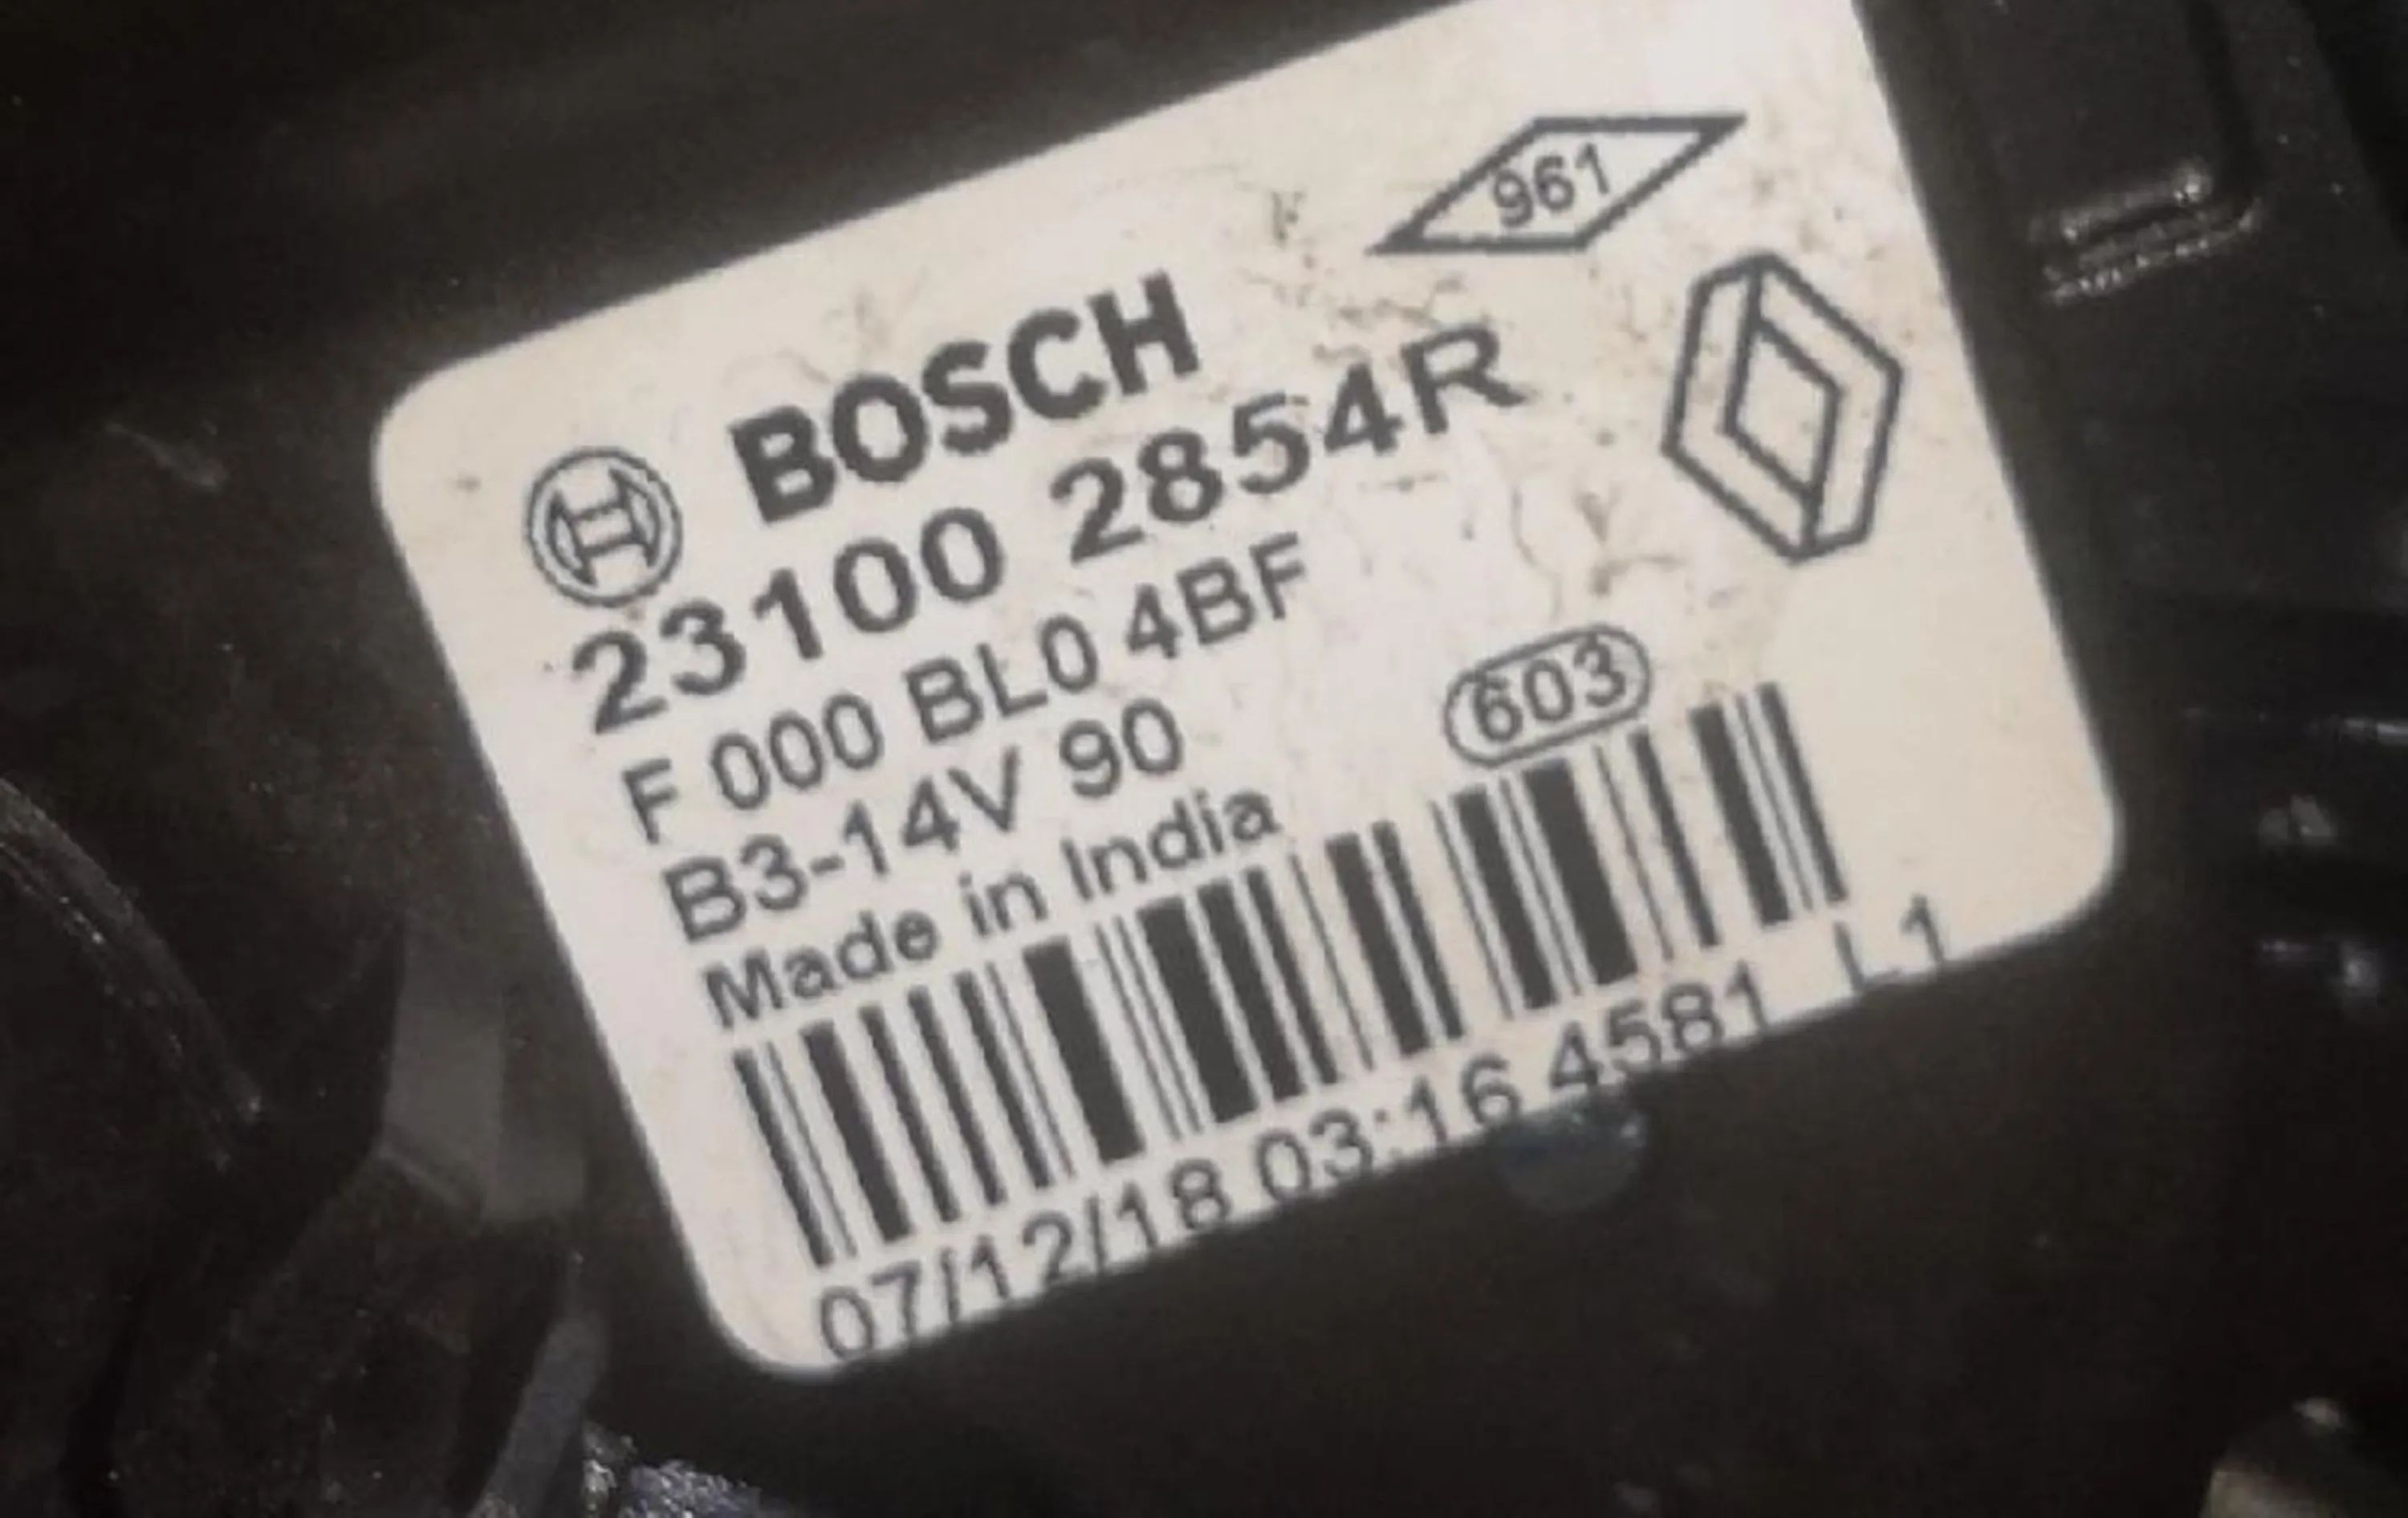 961
BOSCH
23100 2854R
F 000 BL0 4BF
B3-14V 90
603
Made in India
07/12/18 03:16 4581 L1